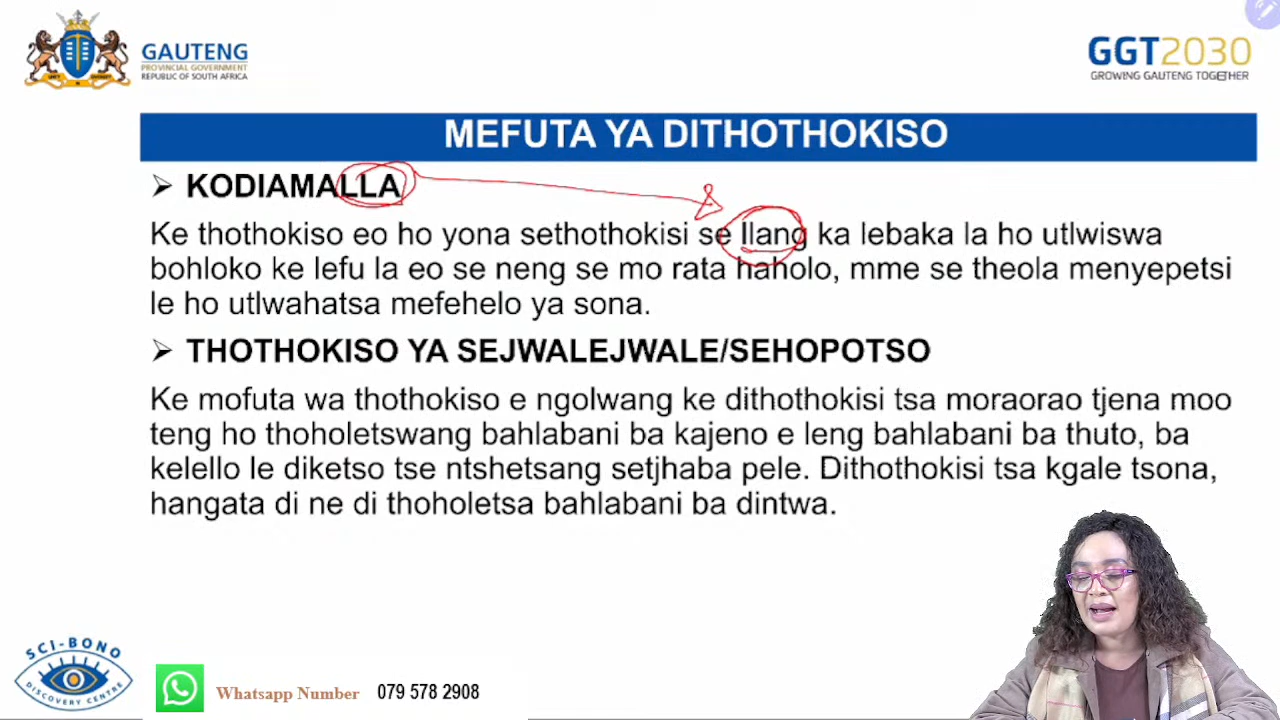 GAUTENG
PROVINCIAL GOVERNMENT
REPUBLIC OF SOUTH AFRICA
GGT2030
GROWING GAUTENG TOGETHER
MEFUTA YA DITHOTHOKISO
➢ KODIAMALLA
Ke thothokiso eo ho yona sethothokisi se llang ka lebaka la ho utlwiswa
bohloko ke lefu la eo se neng se mo rata haholo, mme se theola menyepetsi
le ho utlwahatsa mefehelo ya sona.
➢ THOTHOKISO YA SEJWALEJWALE/SEHOPOTSO
Ke mofuta wa thothokiso e ngolwang ke dithothokisi tsa moraorao tjena moo
teng ho thoholetswang bahlabani ba kajeno e leng bahlabani ba thuto, ba
kelello le diketso tse ntshetsang setjhaba pele. Dithothokisi tsa kgale tsona,
hangata di ne di thoholetsa bahlabani ba dintwa.
SCI-BONO
DISCOVERY CENTRE
Whatsapp Number 079 578 2908